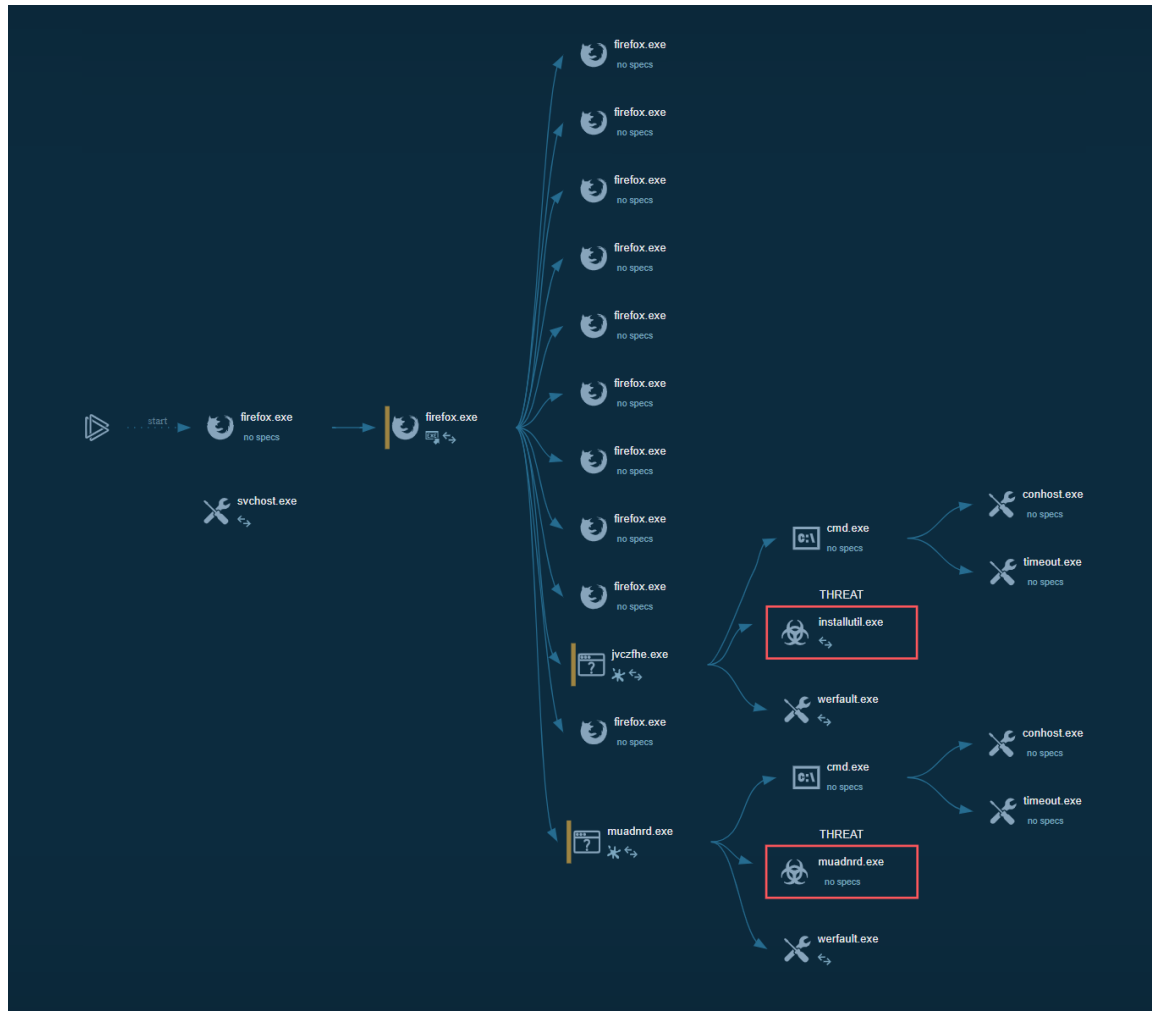 firefox.exe
no specs
firefox.exe
no specs
firefox.exe
no specs
firefox.exe
no specs
firefox.exe
no specs
firefox.exe
no specs
start
firefox.exe
no specs
firefox.exe
EXE
firefox.exe
no specs
svchost.exe
firefox.exe
no specs
firefox.exe
no specs
jvczfhe.exe
?
firefox.exe
no specs
muadnrd.exe
?
C:\
cmd.exe
no specs
conhost.exe
no specs
timeout.exe
no specs
THREAT
installutil.exe
werfault.exe
C:\
cmd.exe
no specs
conhost.exe
no specs
timeout.exe
no specs
THREAT
muadnrd.exe
no specs
werfault.exe